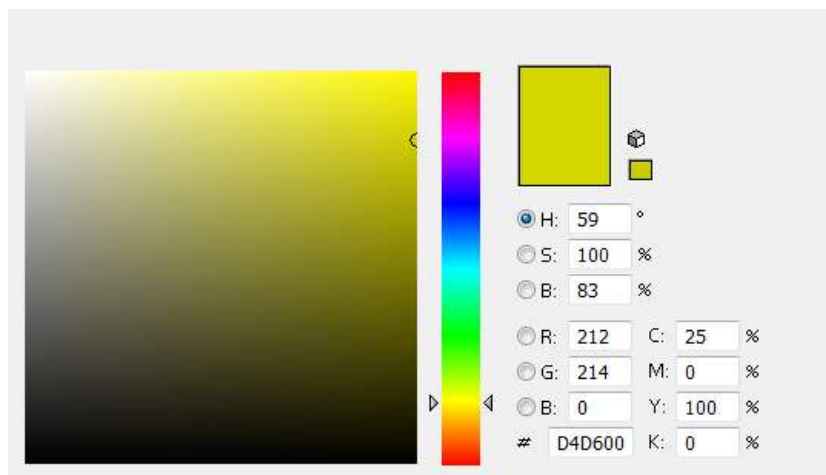 H: 59 °
S: 100 %
B: 83 %
R: 212 C: 25 %
G: 214 M: 0 %
B: 0 Y: 100 %
# D4D600 K: 0 %